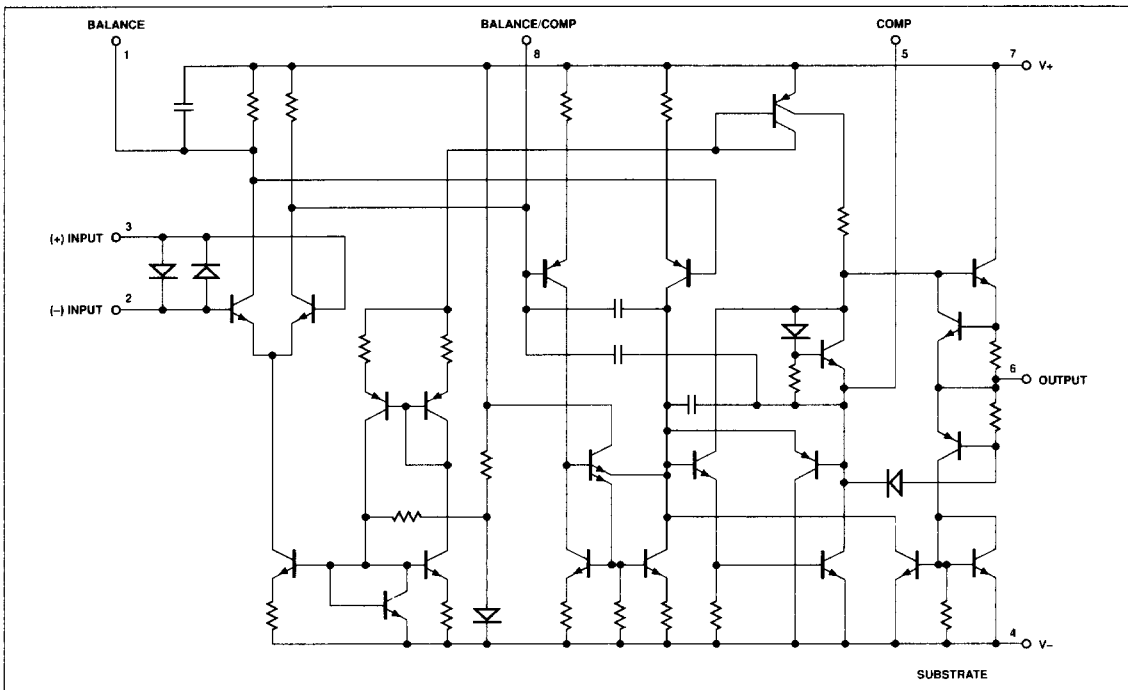 BALANCE
1
BALANCE/COMP
8
COMP
5
7 V+
3
(+) INPUT
2
(–) INPUT
6
OUTPUT
4 V–
SUBSTRATE